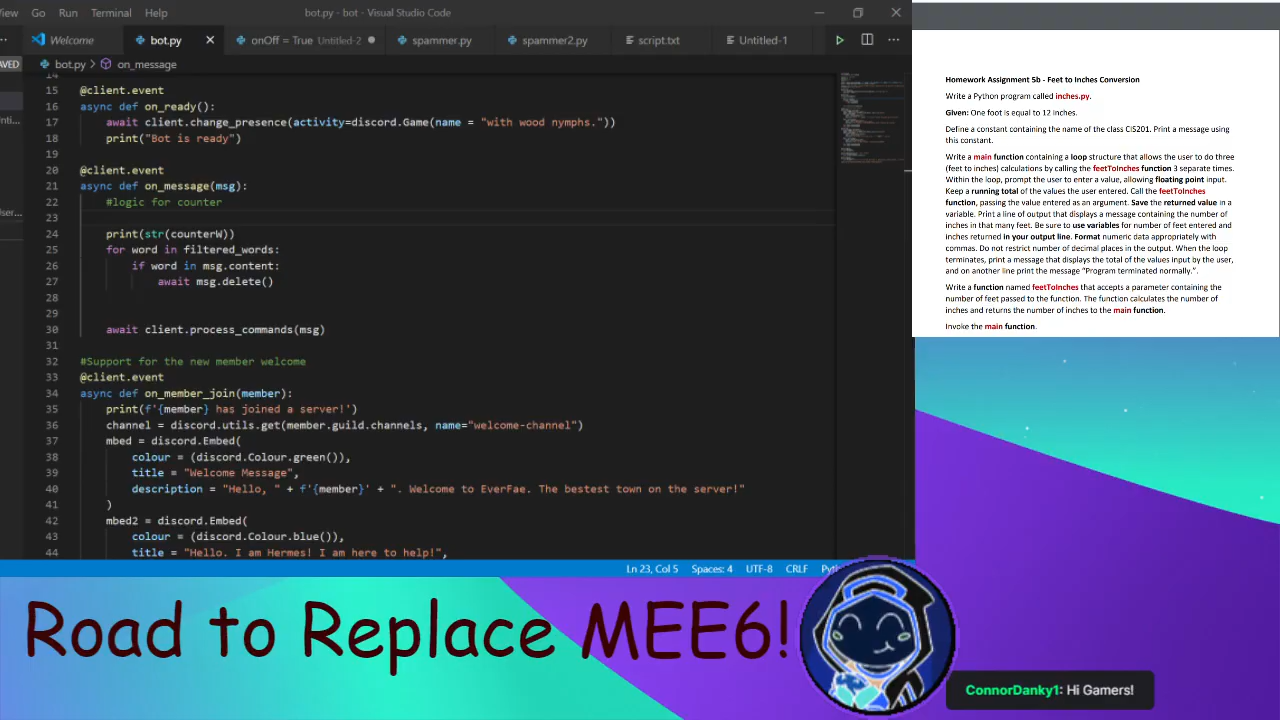 View Go Run Terminal Help bot.py - bot - Visual Studio Code
Welcome bot.py onOff = True Untitled-2 spammer.py spammer2.py script.txt Untitled-1
bot.py > on_message
14
15 @client.event
16 async def on_ready():
17 await client.change_presence(activity=discord.Game(name = "with wood nymphs."))
18 print("Bot is ready")
19
20 @client.event
21 async def on_message(msg):
22 #logic for counter
23
24 print(str(counterW))
25 for word in filtered_words:
26 if word in msg.content:
27 await msg.delete()
28
29
30 await client.process_commands(msg)
31
32 #Support for the new member welcome
33 @client.event
34 async def on_member_join(member):
35 print(f'{member} has joined a server!')
36 channel = discord.utils.get(member.guild.channels, name="welcome-channel")
37 mbed = discord.Embed(
38 colour = (discord.Colour.green()),
39 title = "Welcome Message",
40 description = "Hello, " + f'{member}' + ". Welcome to EverFae. The bestest town on the server!"
41 )
42 mbed2 = discord.Embed(
43 colour = (discord.Colour.blue()),
44 title = "Hello. I am Hermes! I am here to help!",
Ln 23, Col 5 Spaces: 4 UTF-8 CRLF
Homework Assignment 5b - Feet to Inches Conversion
Write a Python program called inches.py.
Given: One foot is equal to 12 inches.
Define a constant containing the name of the class CIS201. Print a message using
this constant.
Write a main function containing a loop structure that allows the user to do three
(feet to inches) calculations by calling the feetToInches function 3 separate times.
Within the loop, prompt the user to enter a value, allowing floating point input.
Keep a running total of the values the user entered. Call the feetToInches
function, passing the value entered as an argument. Save the returned value in a
variable. Print a line of output that displays a message containing the number of
inches in that many feet. Be sure to use variables for number of feet entered and
inches returned in your output line. Format numeric data appropriately with
commas. Do not restrict number of decimal places in the output. When the loop
terminates, print a message that displays the total of the values input by the user,
and on another line print the message “Program terminated normally.”.
Write a function named feetToInches that accepts a parameter containing the
number of feet passed to the function. The function calculates the number of
inches and returns the number of inches to the main function.
Invoke the main function.
Road to Replace MEE6!
ConnorDanky1: Hi Gamers!